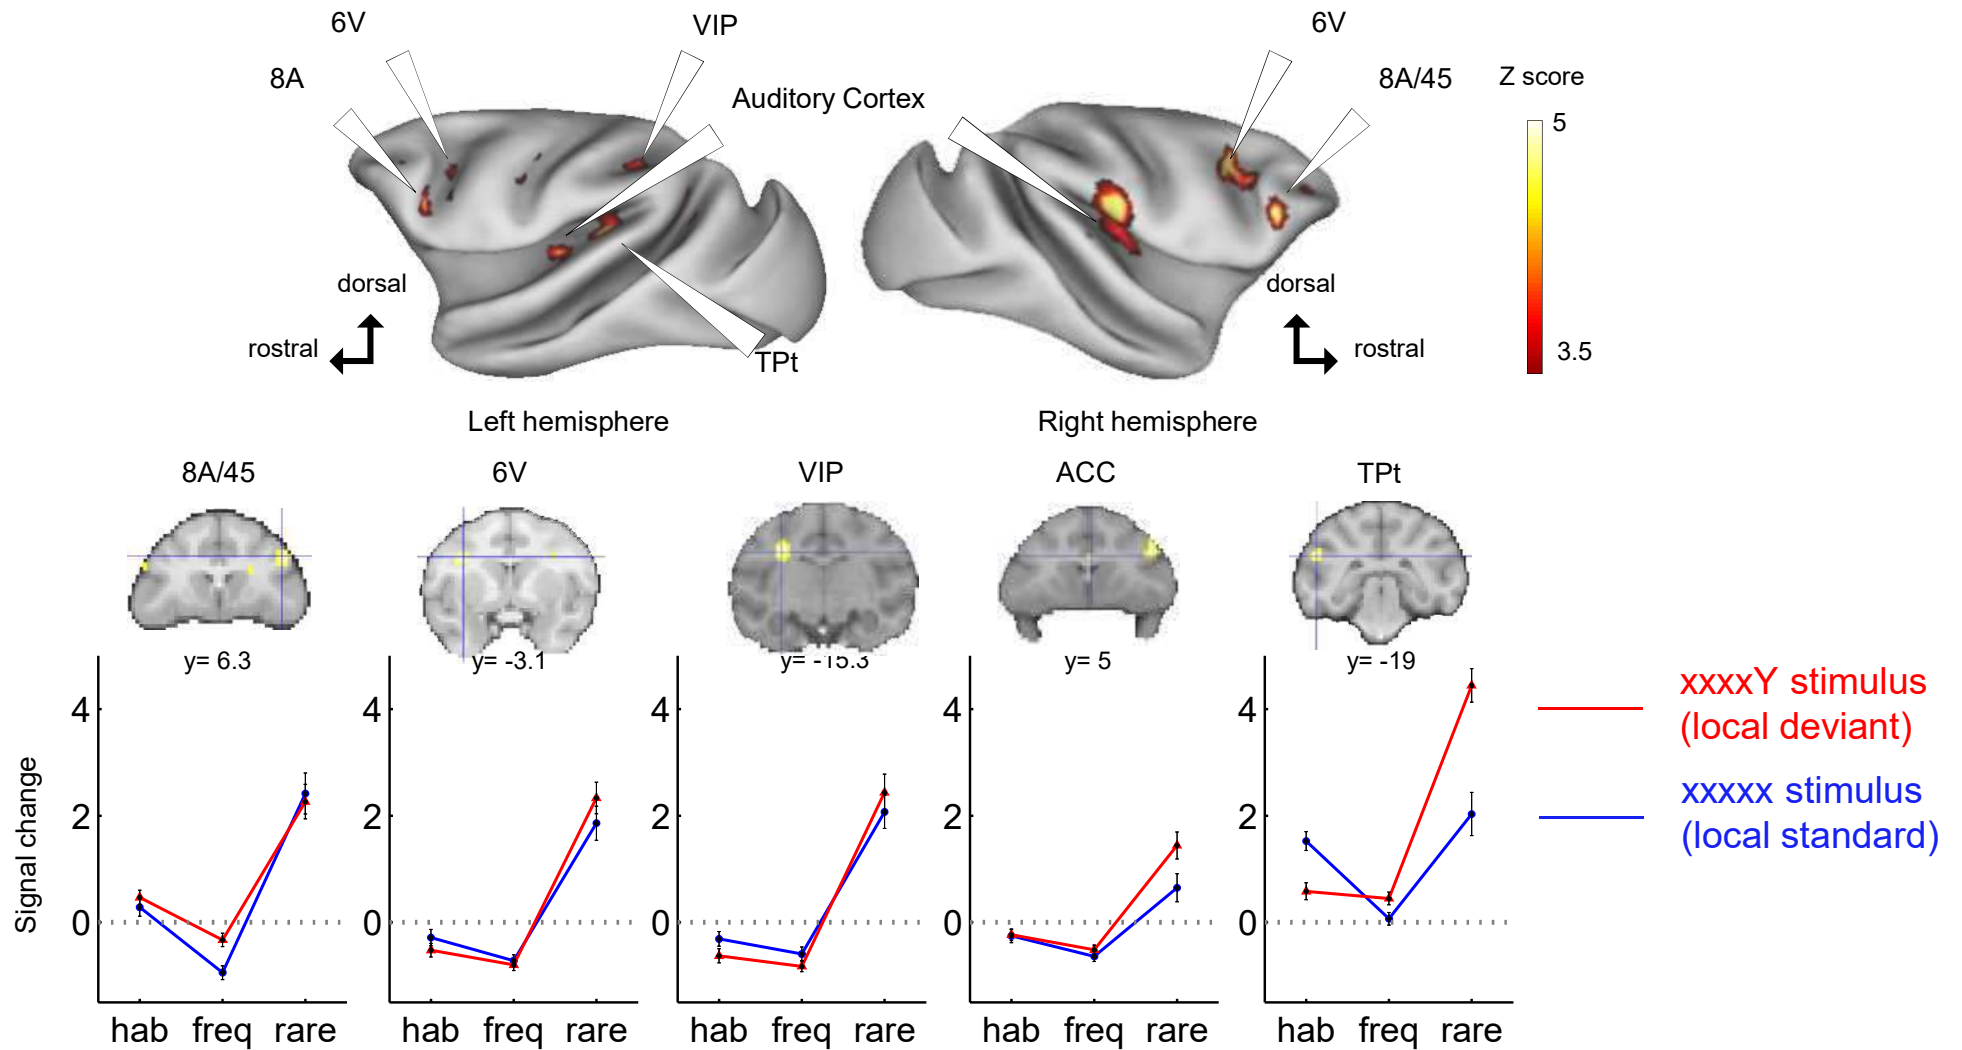 6V
VIP
6V
8A
Auditory Cortex
8A/45
Z score
5
dorsal
dorsal
rostral
rostral
3.5
TPt
Left hemisphere
Right hemisphere
8A/45
6V
VIP
ACC
TPt
y= 6.3
y= -3.1
y= -15.3
y= 5
y= -19
Signal change
4
2
0
hab freq rare
4
2
0
hab freq rare
4
2
0
hab freq rare
4
2
0
hab freq rare
4
2
0
hab freq rare
xxxxY stimulus
(local deviant)
xxxxx stimulus
(local standard)